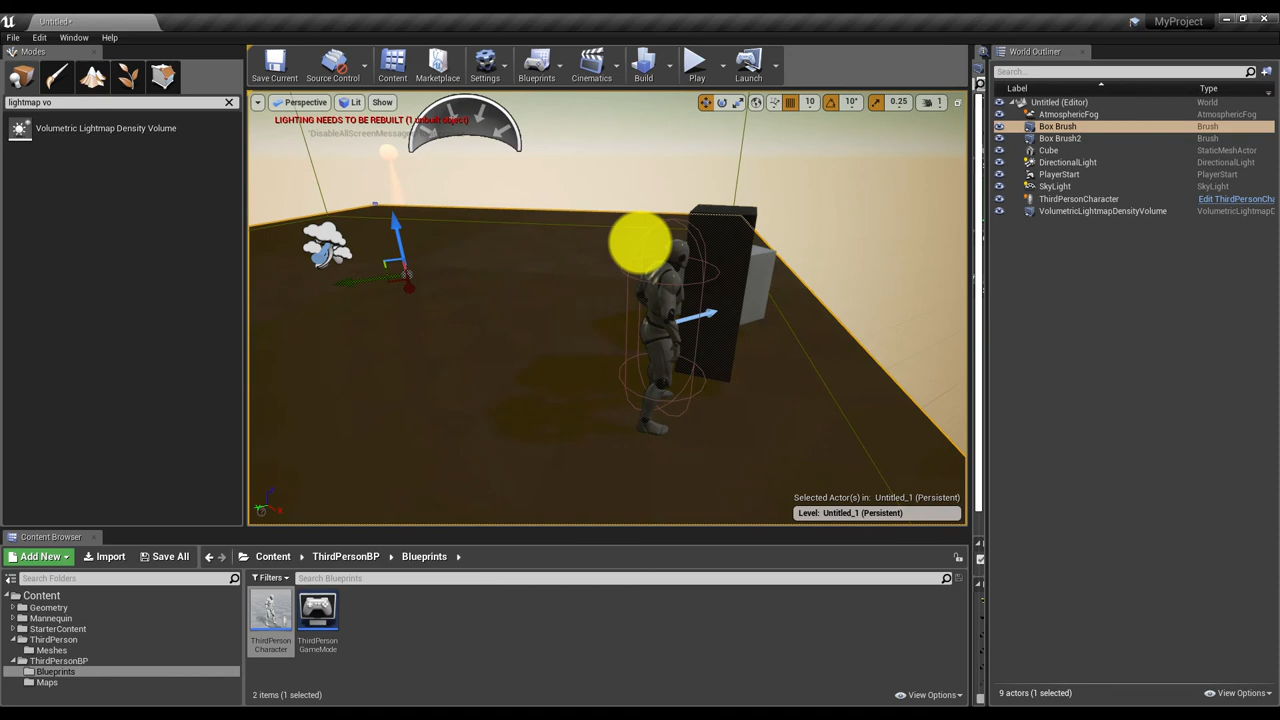 Untitled*
MyProject
File Edit Window Help
Modes
World Outliner
Save Current Source Control Content Marketplace Settings Blueprints Cinematics Build Play Launch
Search...
Label Type
lightmap vo
Perspective Lit Show 10 10° 0.25 1
Untitled (Editor) World
LIGHTING NEEDS TO BE REBUILT (1 unbuilt object)
AtmosphericFog AtmosphericFog
Volumetric Lightmap Density Volume
Box Brush Brush
Box Brush2 Brush
Cube StaticMeshActor
DirectionalLight DirectionalLight
PlayerStart PlayerStart
SkyLight SkyLight
ThirdPersonCharacter Edit ThirdPersonCha
VolumetricLightmapDensityVolume VolumetricLightmapD
Selected Actor(s) in: Untitled_1 (Persistent)
Level: Untitled_1 (Persistent)
Content Browser
Add New Import Save All Content ThirdPersonBP Blueprints
Search Folders
Filters Search Blueprints
Content
Geometry
Mannequin
StarterContent
ThirdPerson
Meshes
ThirdPersonBP
Blueprints
Maps
ThirdPerson Character
ThirdPerson GameMode
2 items (1 selected) View Options
9 actors (1 selected) View Options